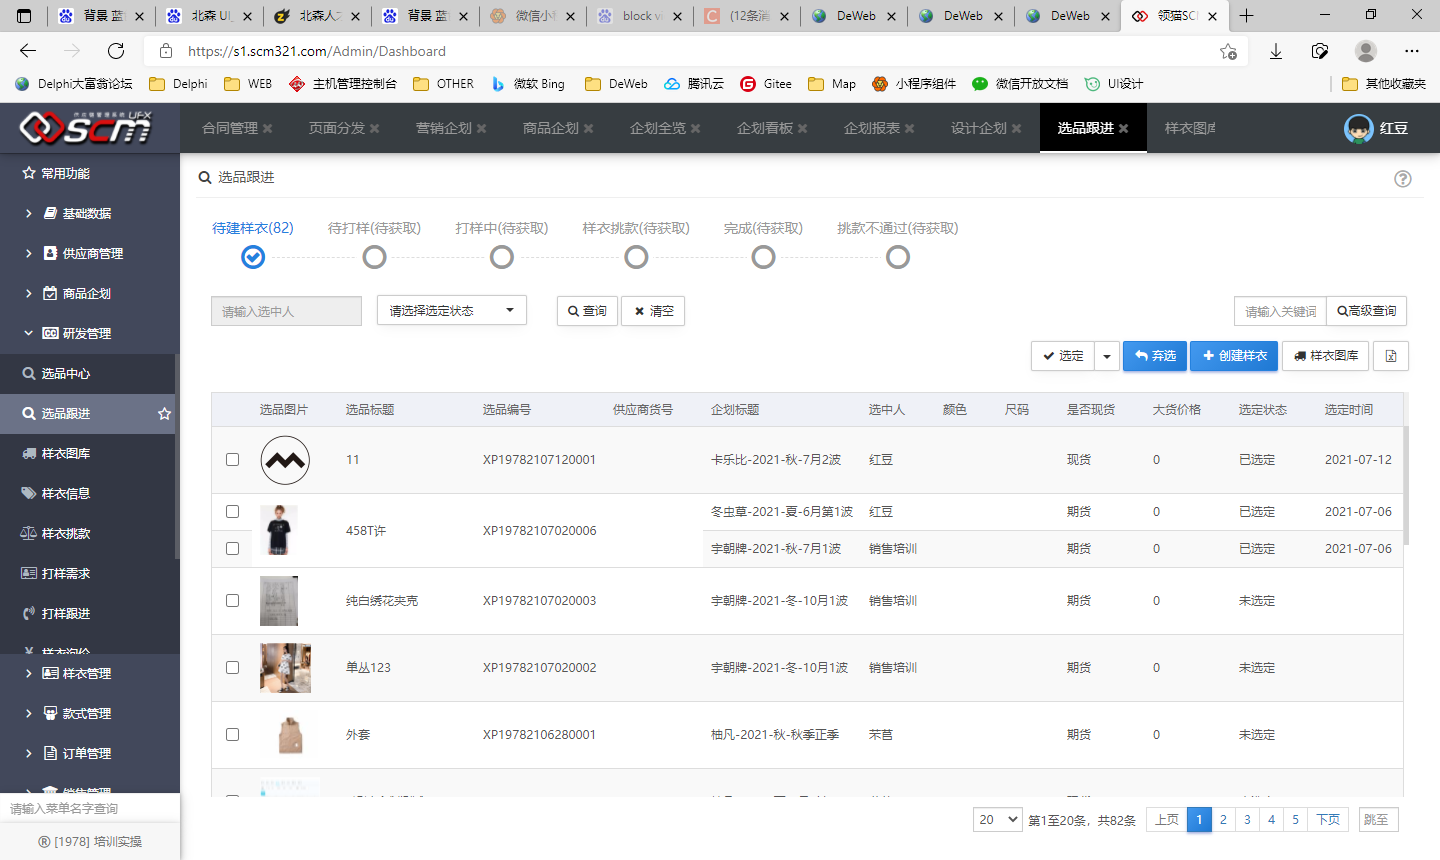 背景 蓝
北森 UI_
北森人才
背景 蓝
微信小程
block vi
(12条消
DeWeb
DeWeb
DeWeb
领猫SCM
https://s1.scm321.com/Admin/Dashboard
Delphi大富翁论坛
Delphi
WEB
主机管理控制台
OTHER
微软 Bing
DeWeb
腾讯云
Gitee
Map
小程序组件
微信开放文档
UI设计
其他收藏夹
供应链管理系统 UFX
scm
合同管理
页面分发
营销企划
商品企划
企划全览
企划看板
企划报表
设计企划
选品跟进
样衣图库
红豆
常用功能
基础数据
供应商管理
商品企划
研发管理
选品中心
选品跟进
样衣图库
样衣信息
样衣挑款
打样需求
打样跟进
样衣询价
样衣管理
款式管理
订单管理
销售管理
请输入菜单名字查询
® [1978] 培训实操
选品跟进
待建样衣(82)
待打样(待获取)
打样中(待获取)
样衣挑款(待获取)
完成(待获取)
挑款不通过(待获取)
请输入选中人
请选择选定状态
查询
清空
请输入关键词
高级查询
选定
弃选
创建样衣
样衣图库
选品图片 选品标题 选品编号 供应商货号 企划标题 选中人 颜色 尺码 是否现货 大货价格 选定状态 选定时间
11 XP19782107120001 卡乐比-2021-秋-7月2波 红豆 现货 0 已选定 2021-07-12
458T许 XP19782107020006 冬虫草-2021-夏-6月第1波 红豆 期货 0 已选定 2021-07-06
宇朝牌-2021-秋-7月1波 销售培训 期货 0 已选定 2021-07-06
纯白绣花夹克 XP19782107020003 宇朝牌-2021-冬-10月1波 销售培训 期货 0 未选定
单丛123 XP19782107020002 宇朝牌-2021-冬-10月1波 销售培训 期货 0 未选定
外套 XP19782106280001 柚凡-2021-秋-秋季正季 苿苢 期货 0 未选定
20
第1至20条，共82条
上页 1 2 3 4 5 下页
跳至